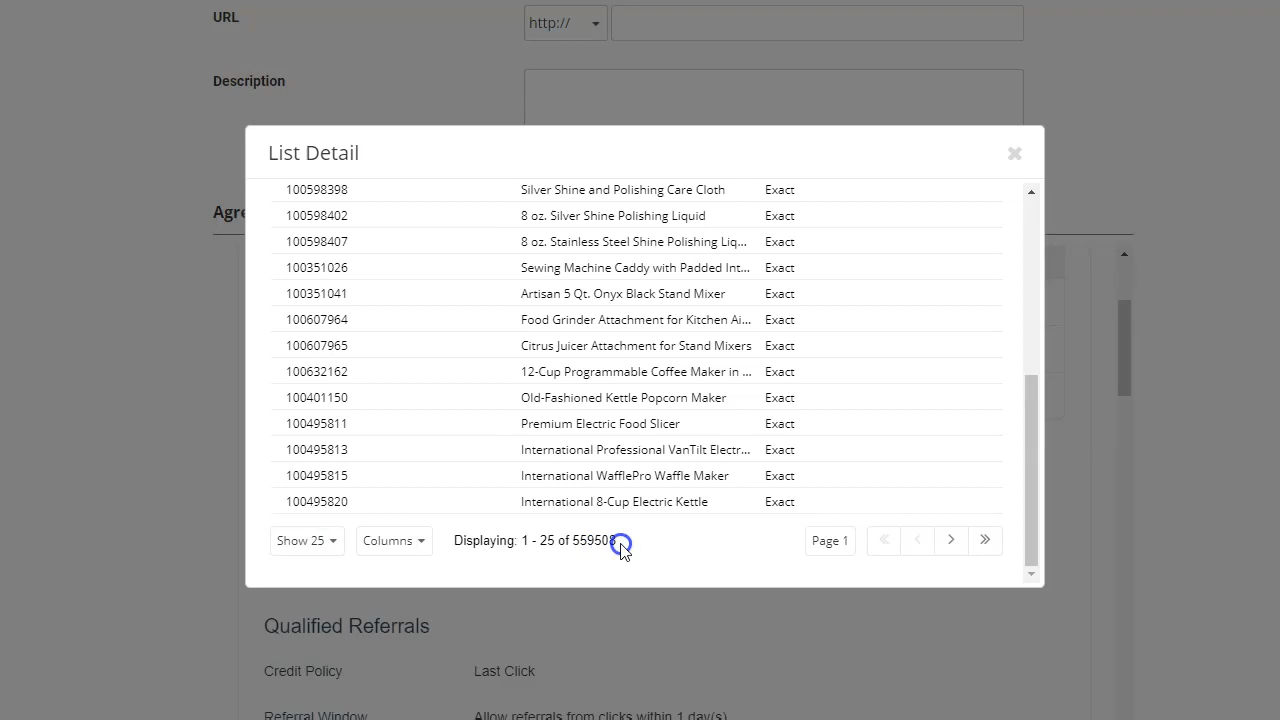 URL
http://
Description
List Detail
Agre
100598398 Silver Shine and Polishing Care Cloth Exact
100598402 8 oz. Silver Shine Polishing Liquid Exact
100598407 8 oz. Stainless Steel Shine Polishing Liq... Exact
100351026 Sewing Machine Caddy with Padded Int... Exact
100351041 Artisan 5 Qt. Onyx Black Stand Mixer Exact
100607964 Food Grinder Attachment for Kitchen Ai... Exact
100607965 Citrus Juicer Attachment for Stand Mixers Exact
100632162 12-Cup Programmable Coffee Maker in ... Exact
100401150 Old-Fashioned Kettle Popcorn Maker Exact
100495811 Premium Electric Food Slicer Exact
100495813 International Professional VanTilt Electr... Exact
100495815 International WafflePro Waffle Maker Exact
100495820 International 8-Cup Electric Kettle Exact
Show 25 Columns Displaying: 1 - 25 of 559508 Page 1
Qualified Referrals
Credit Policy Last Click
Referral Window Allow referrals from clicks within 1 day(s)